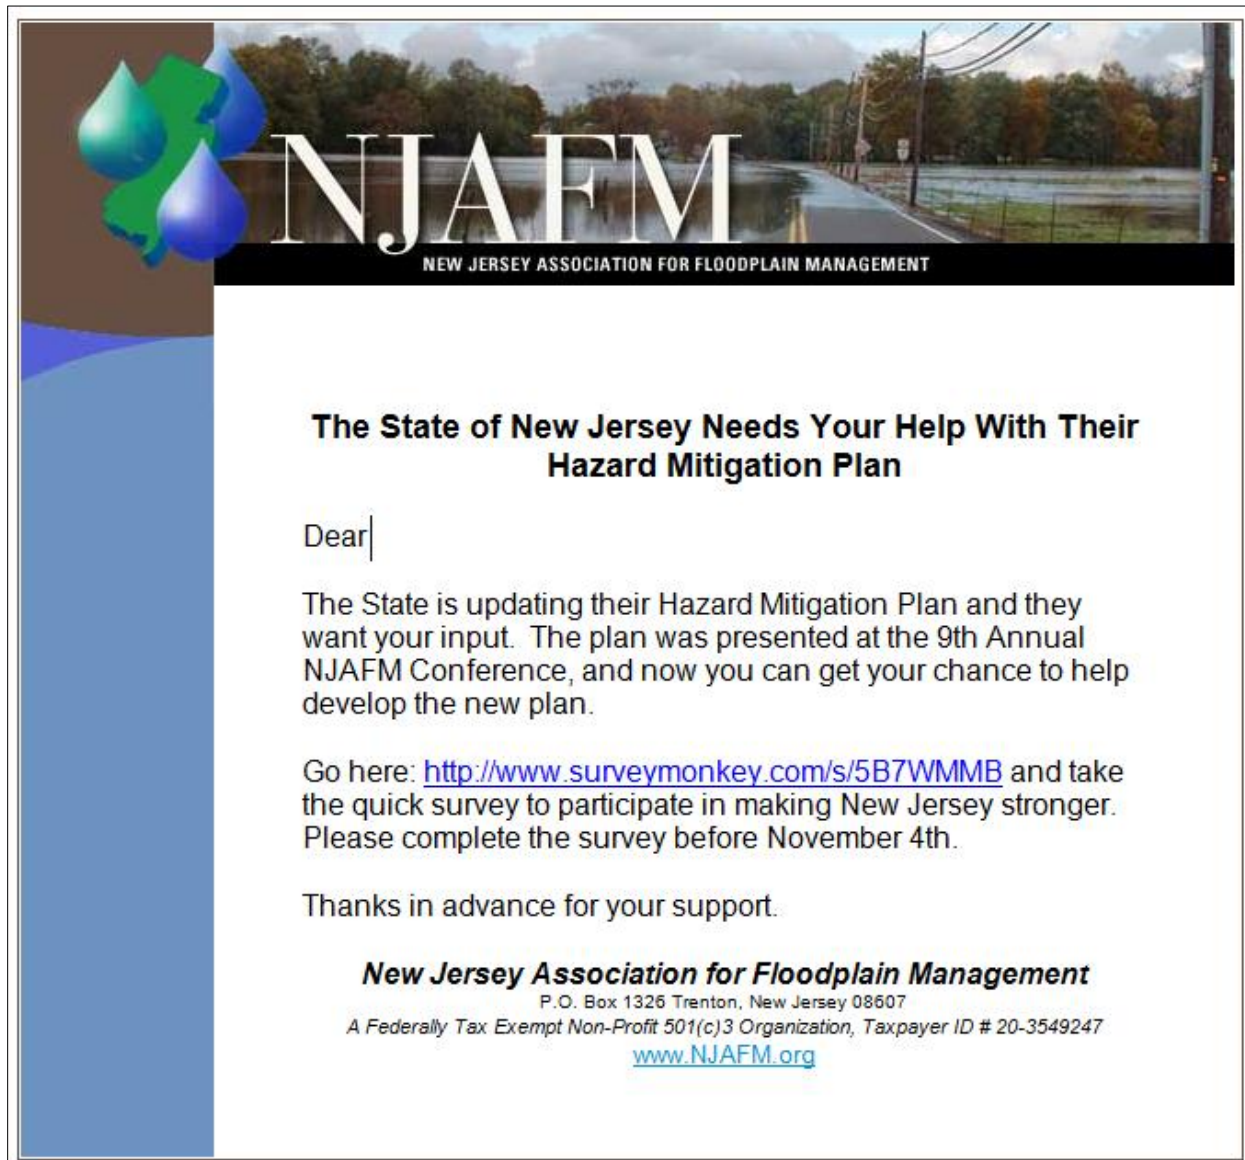 NJAFM
NEW JERSEY ASSOCIATION FOR FLOODPLAIN MANAGEMENT
The State of New Jersey Needs Your Help With Their
Hazard Mitigation Plan
Dear
The State is updating their Hazard Mitigation Plan and they
want your input.  The plan was presented at the 9th Annual
NJAFM Conference, and now you can get your chance to help
develop the new plan.
Go here: http://www.surveymonkey.com/s/5B7WMMB and take
the quick survey to participate in making New Jersey stronger.
Please complete the survey before November 4th.
Thanks in advance for your support.
New Jersey Association for Floodplain Management
P.O. Box 1326 Trenton, New Jersey 08607
A Federally Tax Exempt Non-Profit 501(c)3 Organization, Taxpayer ID # 20-3549247
www.NJAFM.org